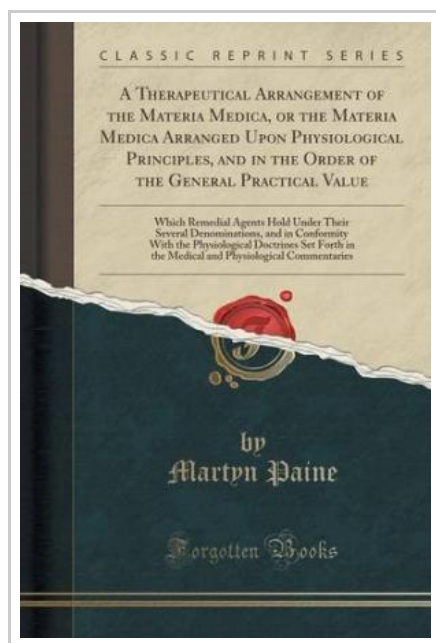 CLASSIC REPRINT SERIES
A THERAPEUTICAL ARRANGEMENT OF
THE MATERIA MEDICA, OR THE MATERIA
MEDICA ARRANGED UPON PHYSIOLOGICAL
PRINCIPLES, AND IN THE ORDER OF
THE GENERAL PRACTICAL VALUE
Which Remedial Agents Hold Under Their
Several Denominations, and in Conformity
With the Physiological Doctrines Set Forth in
the Medical and Physiological Commentaries
by
Martyn Paine
Forgotten Books